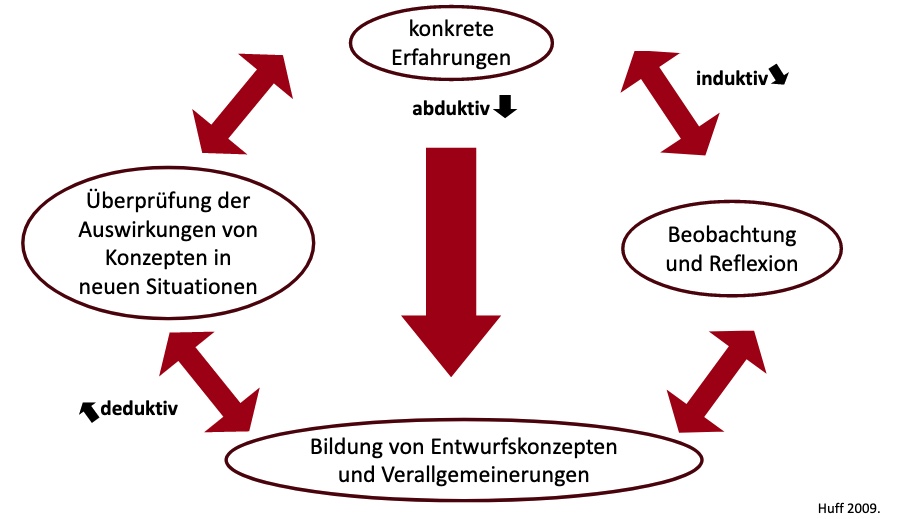 konkrete
Erfahrungen
induktiv
abduktiv
Überprüfung der
Auswirkungen von
Konzepten in
neuen Situationen
Beobachtung
und Reflexion
deduktiv
Bildung von Entwurfskonzepten
und Verallgemeinerungen
Huff 2009.